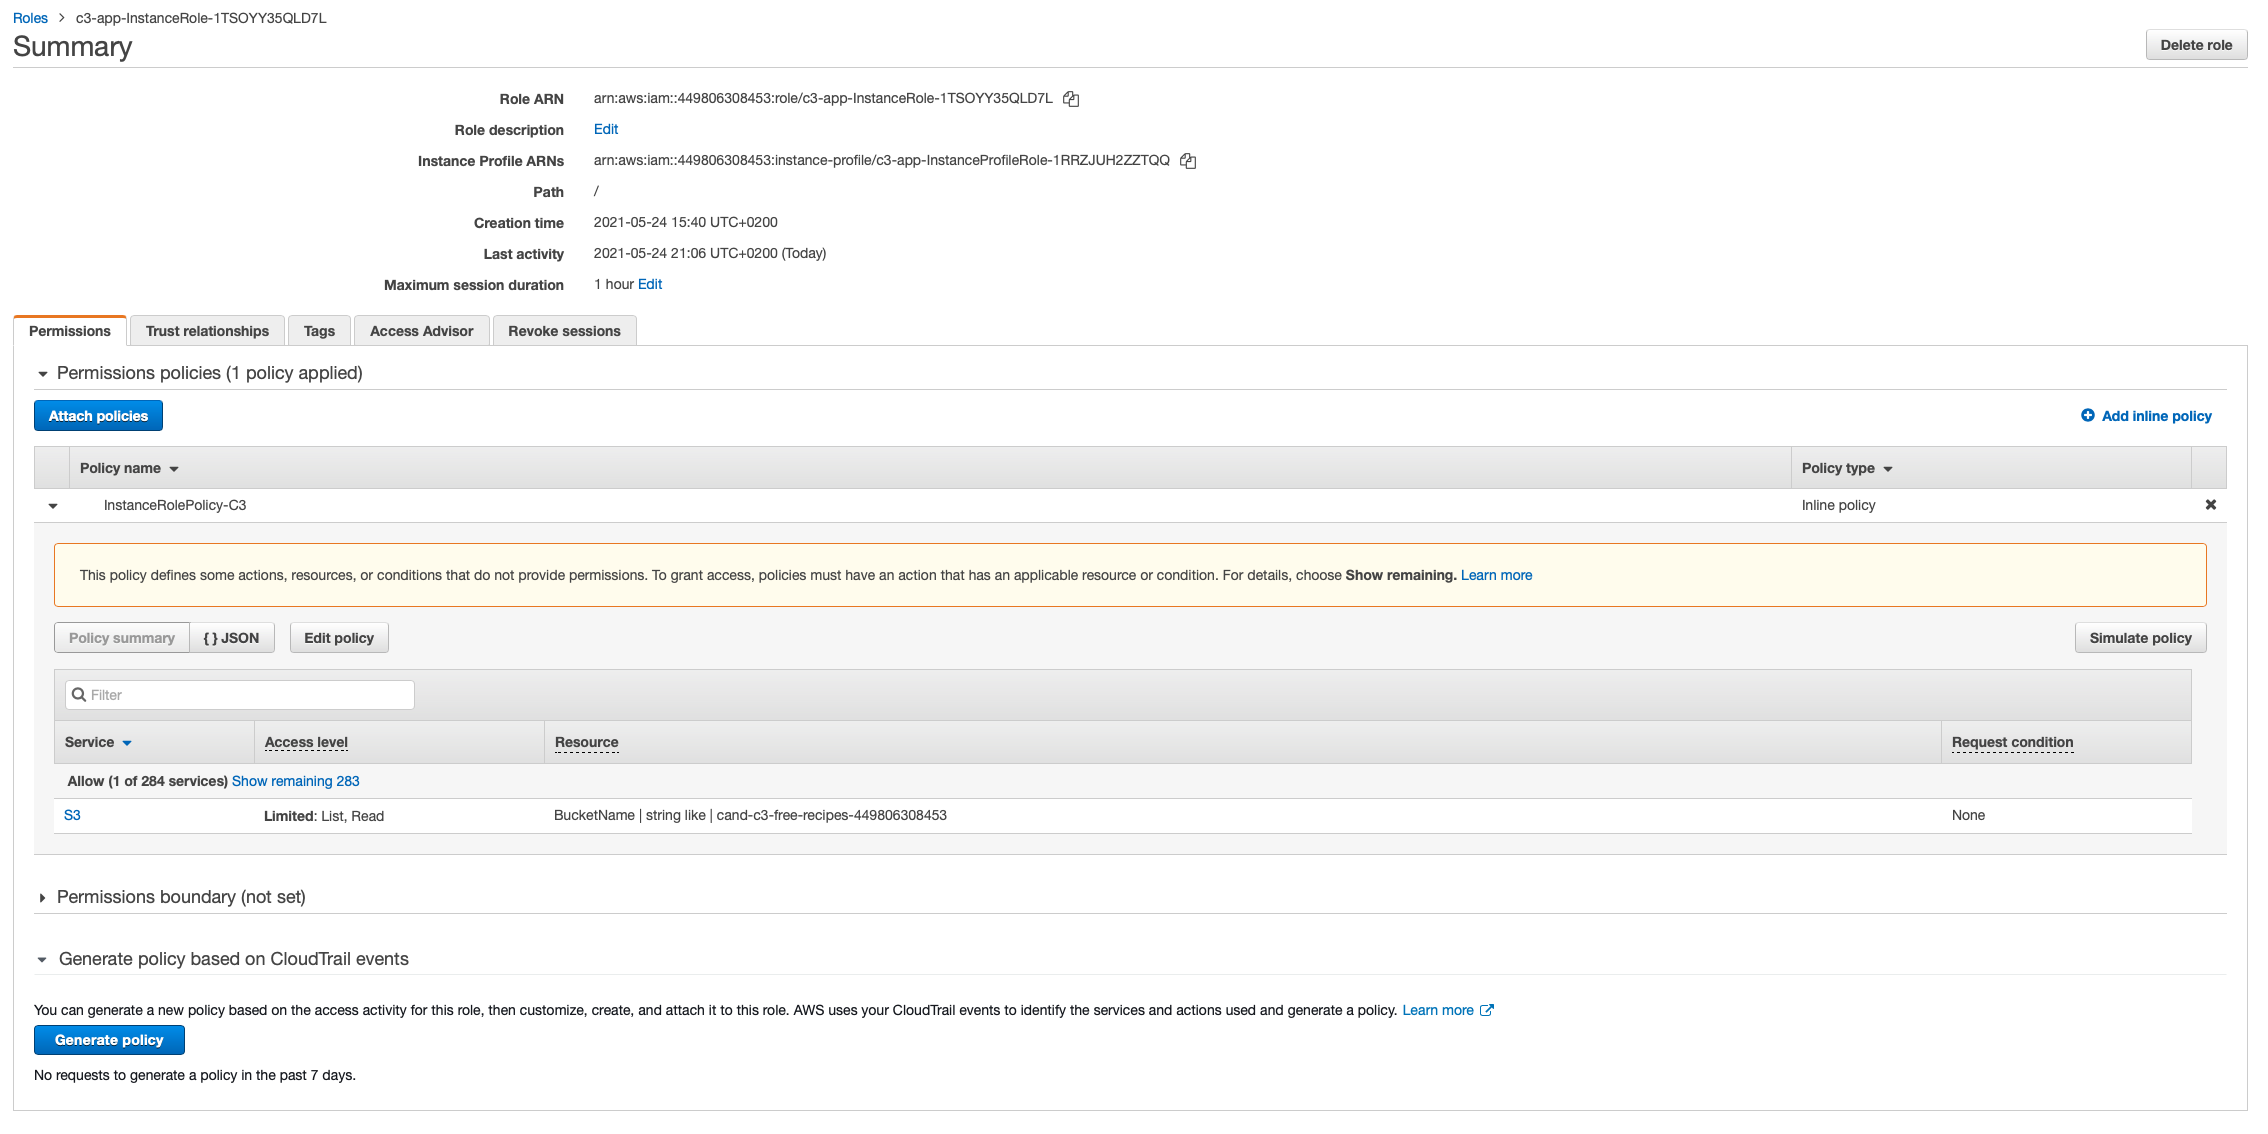 Roles > c3-app-InstanceRole-1TSOYY35QLD7L
Summary
Delete role
Role ARN arn:aws:iam::449806308453:role/c3-app-InstanceRole-1TSOYY35QLD7L
Role description Edit
Instance Profile ARNs arn:aws:iam::449806308453:instance-profile/c3-app-InstanceProfileRole-1RRZJUH2ZZTQQ
Path /
Creation time 2021-05-24 15:40 UTC+0200
Last activity 2021-05-24 21:06 UTC+0200 (Today)
Maximum session duration 1 hour Edit
Permissions Trust relationships Tags Access Advisor Revoke sessions
Permissions policies (1 policy applied)
Attach policies Add inline policy
Policy name Policy type
InstanceRolePolicy-C3 Inline policy
This policy defines some actions, resources, or conditions that do not provide permissions. To grant access, policies must have an action that has an applicable resource or condition. For details, choose Show remaining. Learn more
Policy summary { } JSON Edit policy Simulate policy
Filter
Service Access level Resource Request condition
Allow (1 of 284 services) Show remaining 283
S3 Limited: List, Read BucketName | string like | cand-c3-free-recipes-449806308453 None
Permissions boundary (not set)
Generate policy based on CloudTrail events
You can generate a new policy based on the access activity for this role, then customize, create, and attach it to this role. AWS uses your CloudTrail events to identify the services and actions used and generate a policy. Learn more
Generate policy
No requests to generate a policy in the past 7 days.